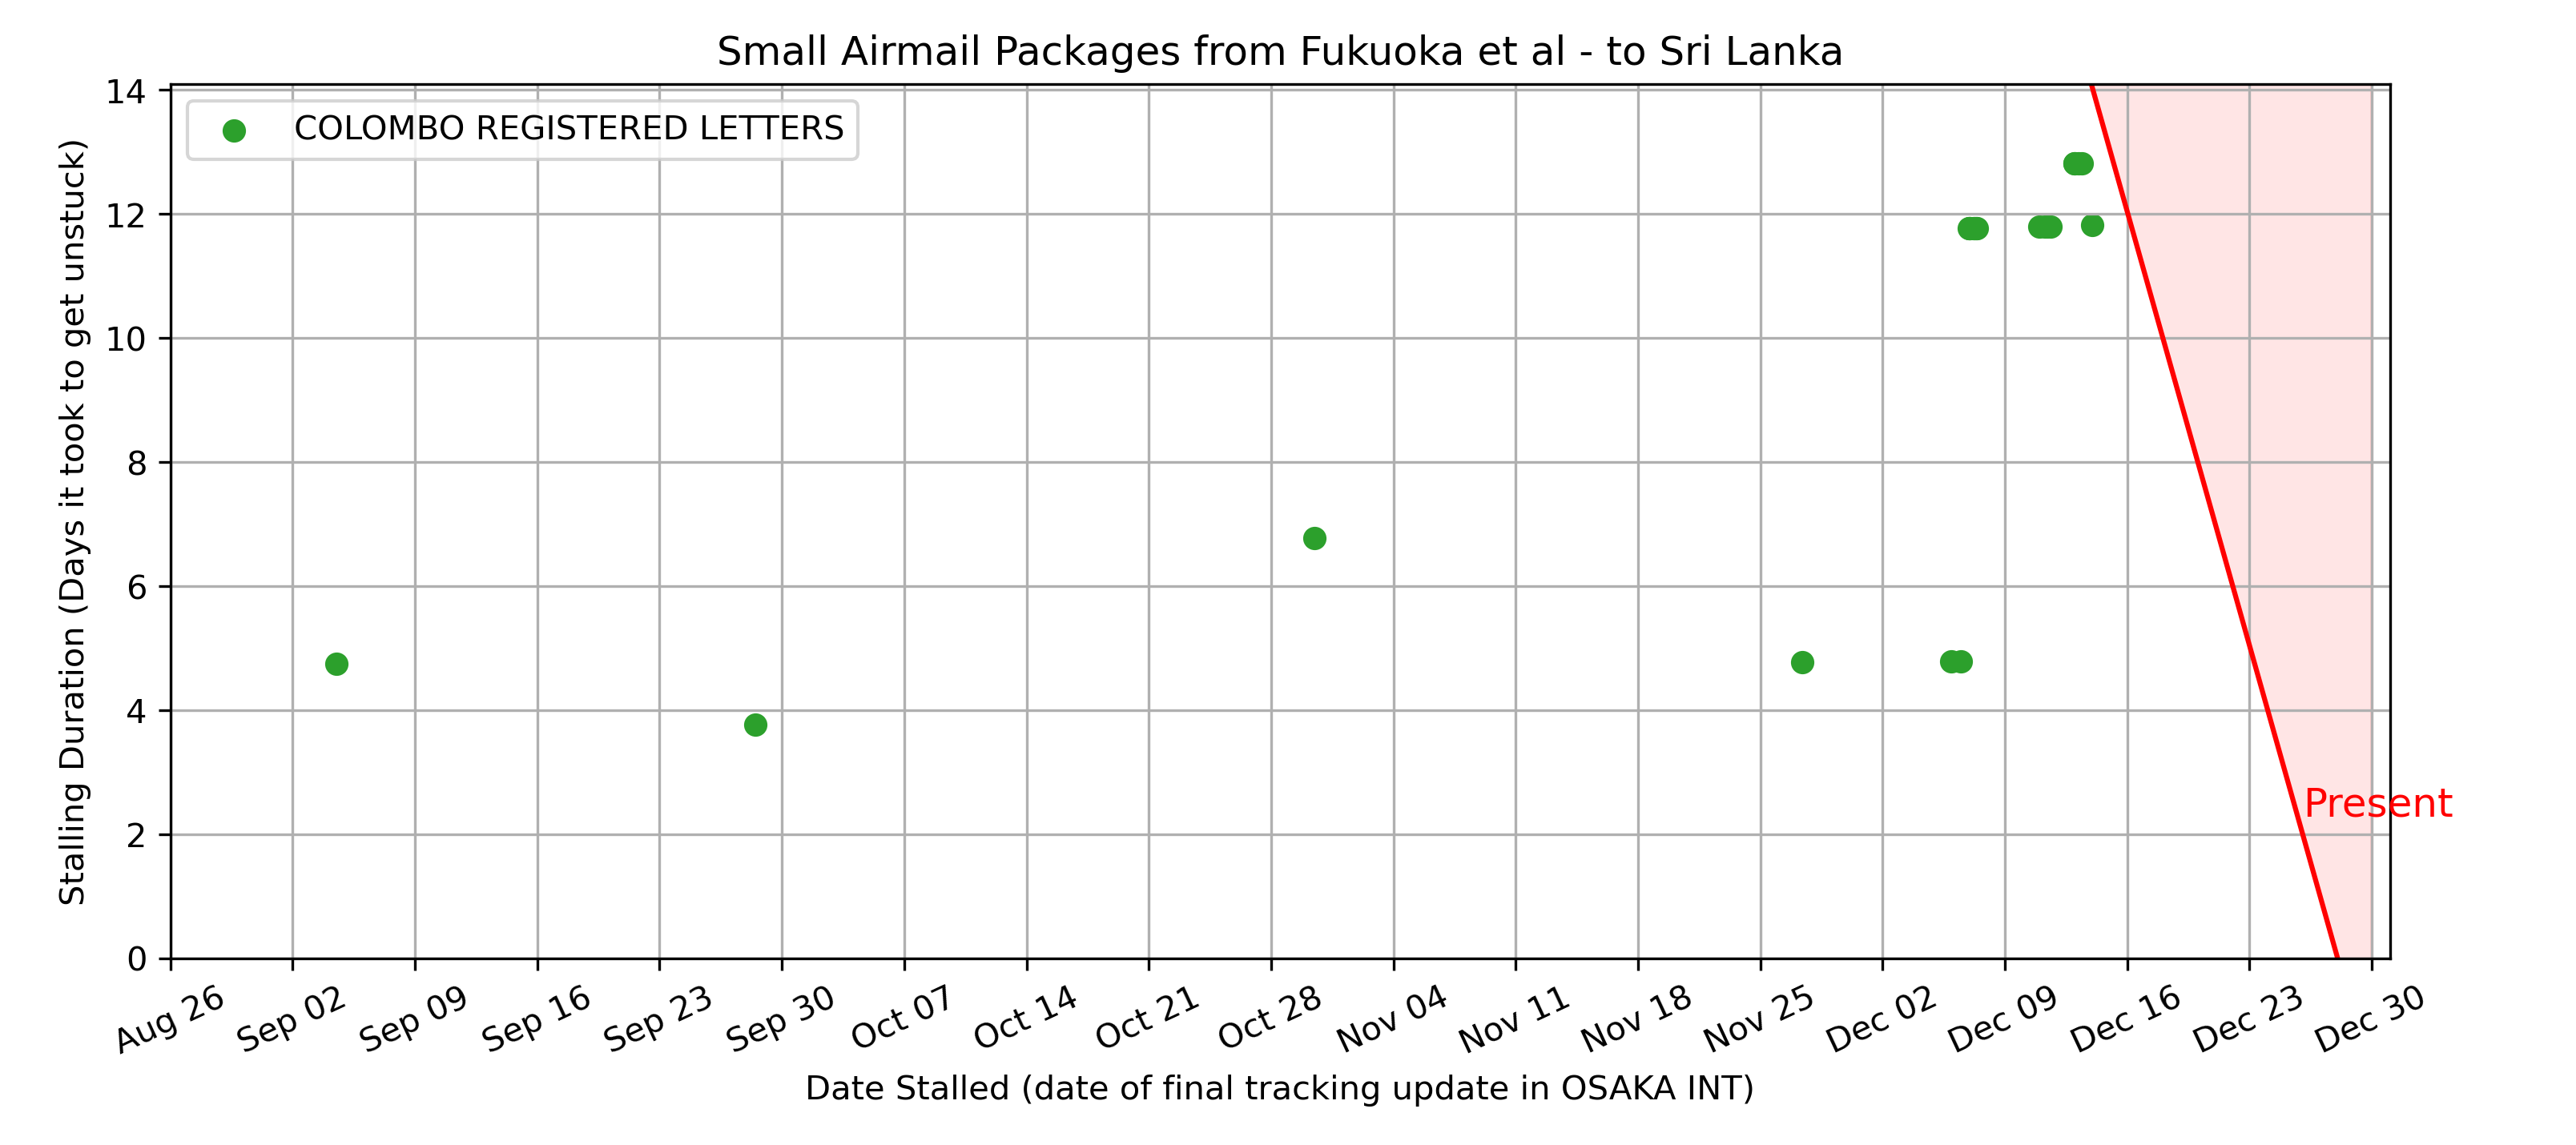 Small Airmail Packages from Fukuoka et al - to Sri Lanka
COLOMBO REGISTERED LETTERS
Stalling Duration (Days it took to get unstuck)
14
12
10
8
6
4
2
0
Present
Aug 26 Sep 02 Sep 09 Sep 16 Sep 23 Sep 30 Oct 07 Oct 14 Oct 21 Oct 28 Nov 04 Nov 11 Nov 18 Nov 25 Dec 02 Dec 09 Dec 16 Dec 23 Dec 30
Date Stalled (date of final tracking update in OSAKA INT)